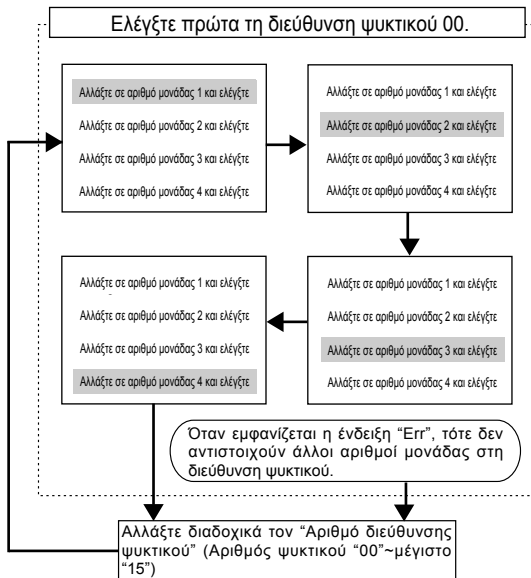 Ελέγξτε πρώτα τη διεύθυνση ψυκτικού 00.
Αλλάξτε σε αριθμό μονάδας 1 και ελέγξτε
Αλλάξτε σε αριθμό μονάδας 2 και ελέγξτε
Αλλάξτε σε αριθμό μονάδας 3 και ελέγξτε
Αλλάξτε σε αριθμό μονάδας 4 και ελέγξτε
Αλλάξτε σε αριθμό μονάδας 1 και ελέγξτε
Αλλάξτε σε αριθμό μονάδας 2 και ελέγξτε
Αλλάξτε σε αριθμό μονάδας 3 και ελέγξτε
Αλλάξτε σε αριθμό μονάδας 4 και ελέγξτε
Αλλάξτε σε αριθμό μονάδας 1 και ελέγξτε
Αλλάξτε σε αριθμό μονάδας 2 και ελέγξτε
Αλλάξτε σε αριθμό μονάδας 3 και ελέγξτε
Αλλάξτε σε αριθμό μονάδας 4 και ελέγξτε
Αλλάξτε σε αριθμό μονάδας 1 και ελέγξτε
Αλλάξτε σε αριθμό μονάδας 2 και ελέγξτε
Αλλάξτε σε αριθμό μονάδας 3 και ελέγξτε
Αλλάξτε σε αριθμό μονάδας 4 και ελέγξτε
Όταν εμφανίζεται η ένδειξη “Err”, τότε δεν
αντιστοιχούν άλλοι αριθμοί μονάδας στη
διεύθυνση ψυκτικού.
Αλλάξτε διαδοχικά τον “Αριθμό διεύθυνσης
ψυκτικού” (Αριθμός ψυκτικού “00”~μέγιστο
“15”)